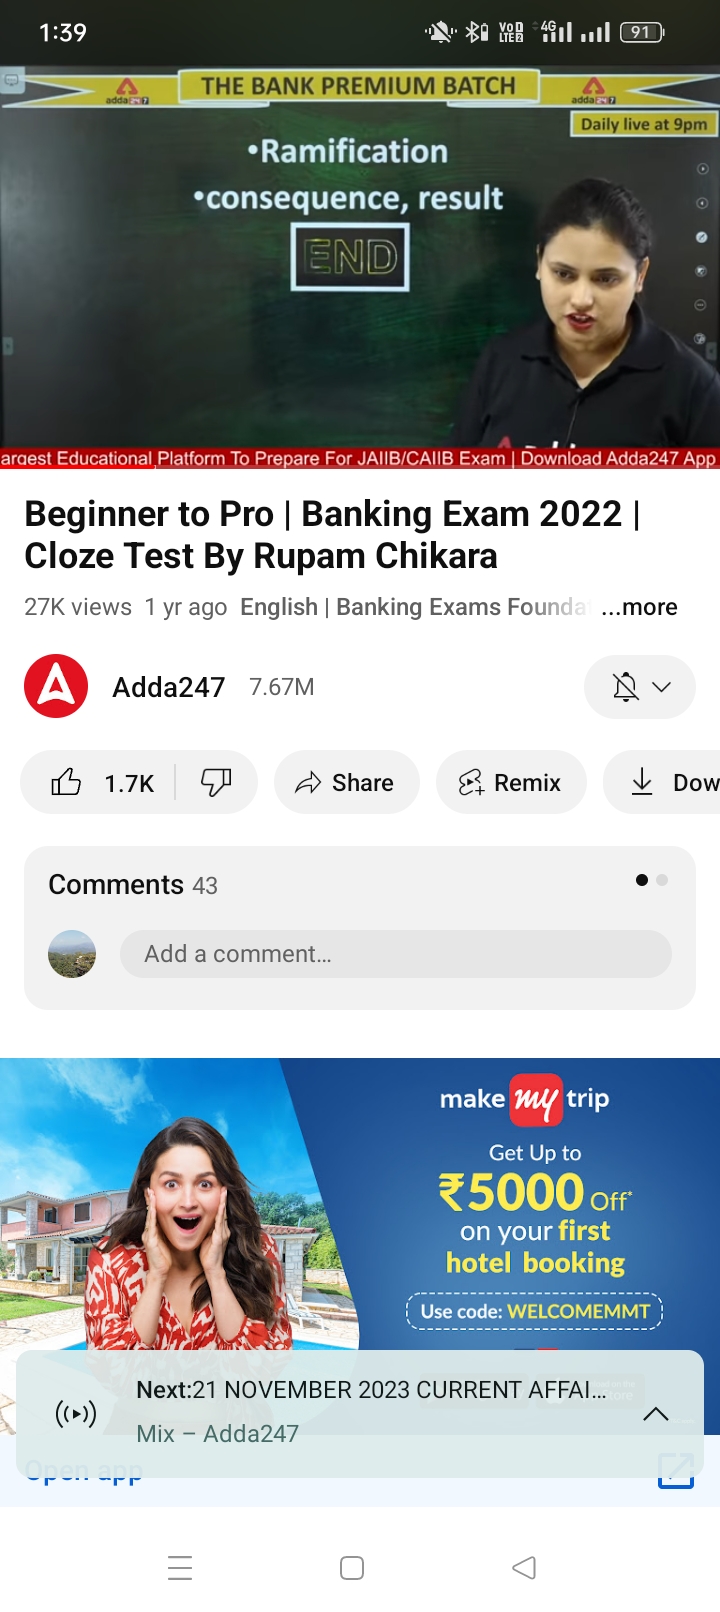 1:39
VoD
LTE2
4G
91
THE BANK PREMIUM BATCH
adda247
adda247
Daily live at 9pm
•Ramification
•consequence, result
END
argest Educational Platform To Prepare For JAIIB/CAIIB Exam | Download Adda247 App
Beginner to Pro | Banking Exam 2022 |
Cloze Test By Rupam Chikara
27K views 1 yr ago English | Banking Exams Founda ...more
Adda247 7.67M
1.7K
Share
Remix
Dow
Comments 43
Add a comment...
make my trip
Get Up to
₹5000 Off*
on your first
hotel booking
Use code: WELCOMEMMT
Next:21 NOVEMBER 2023 CURRENT AFFAI...
Mix – Adda247
Open app